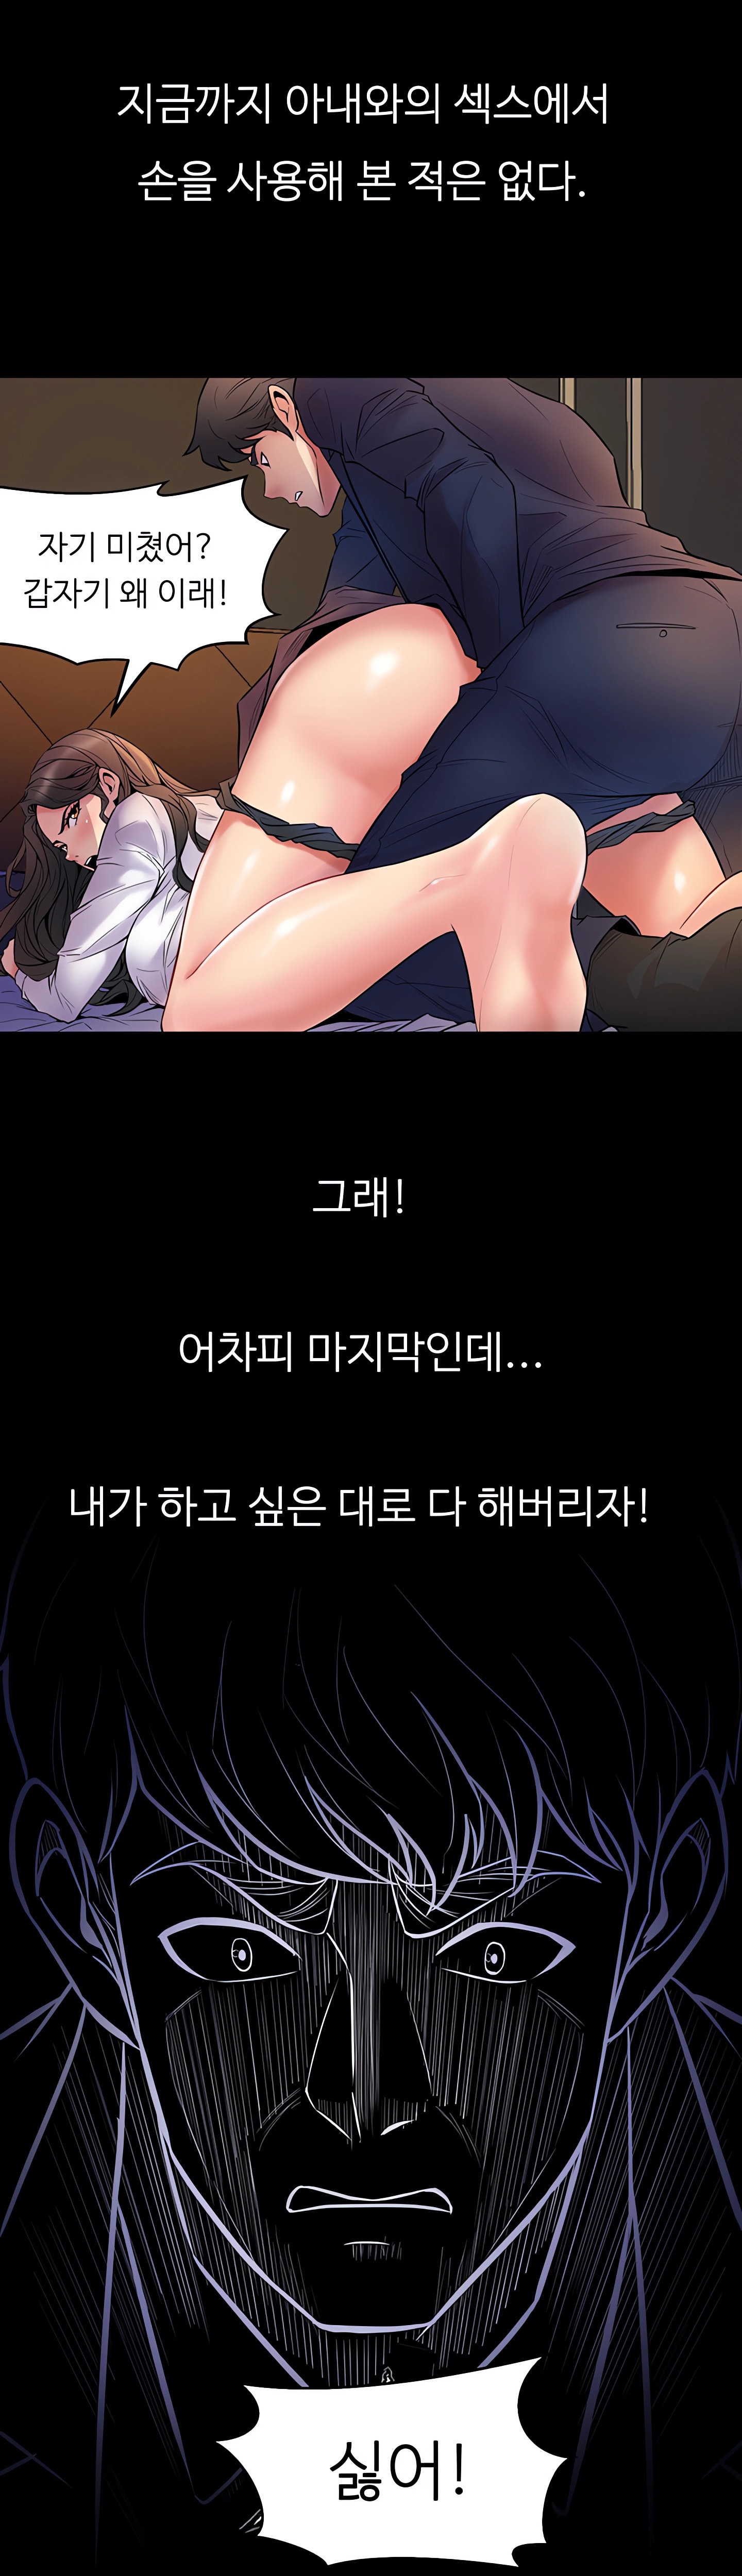 지금까지 아내와의 섹스에서
손을 사용해 본 적은 없다.
자기 미쳤어?
갑자기 왜 이래!
그래!
어차피 마지막인데...
내가 하고 싶은 대로 다 해버리자!
싫어!